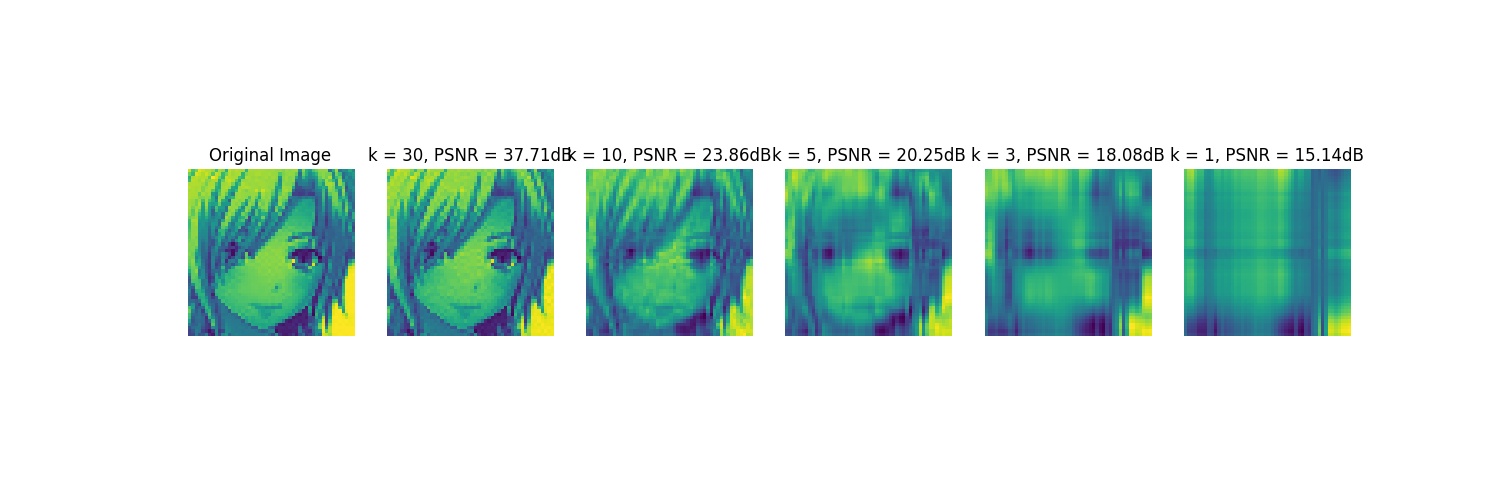 Original Image
k = 30, PSNR = 37.71dB
k = 10, PSNR = 23.86dB
k = 5, PSNR = 20.25dB
k = 3, PSNR = 18.08dB
k = 1, PSNR = 15.14dB